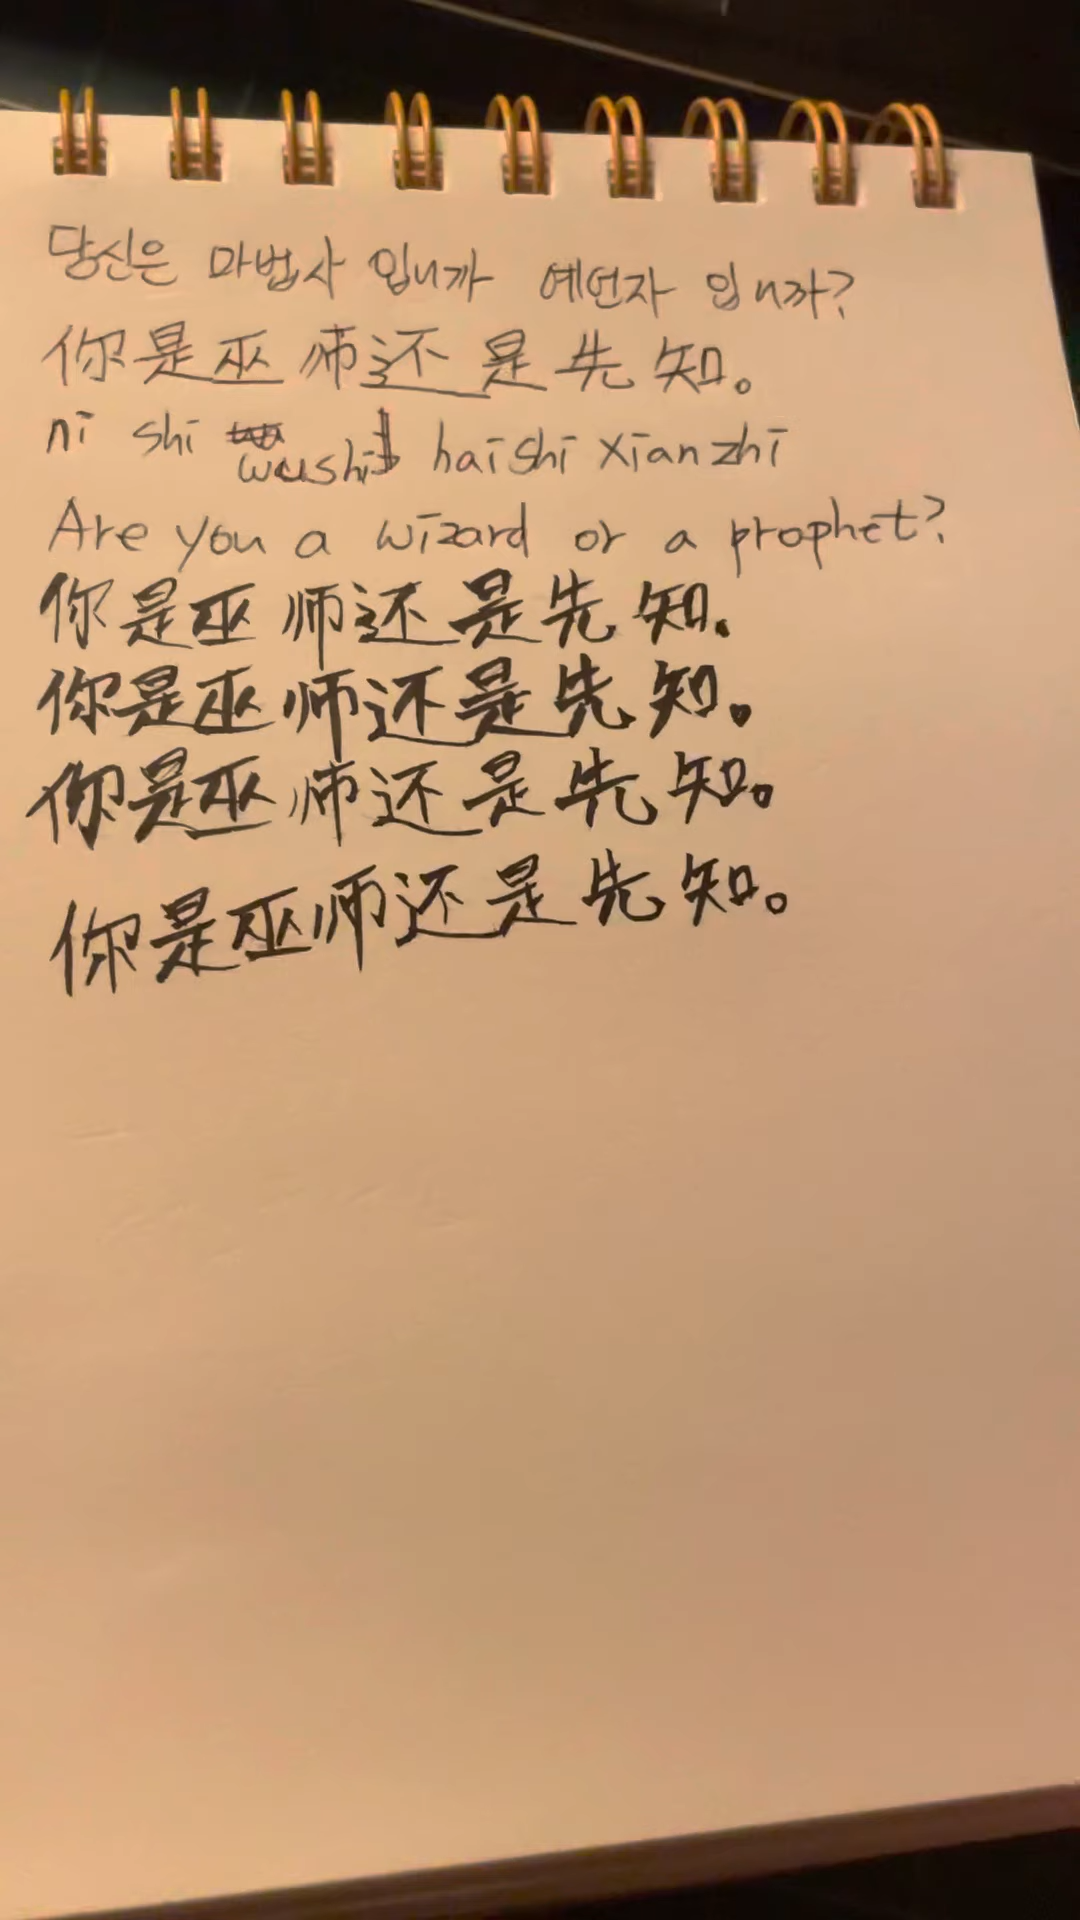 당신은 마법사 입니까 예언자 입니까?
你是巫师还是先知。
ni shi wushi haishi xianzhi
Are you a wizard or a prophet?
你是巫师还是先知.
你是巫师还是先知。
你是巫师还是先知。
你是巫师还是先知。